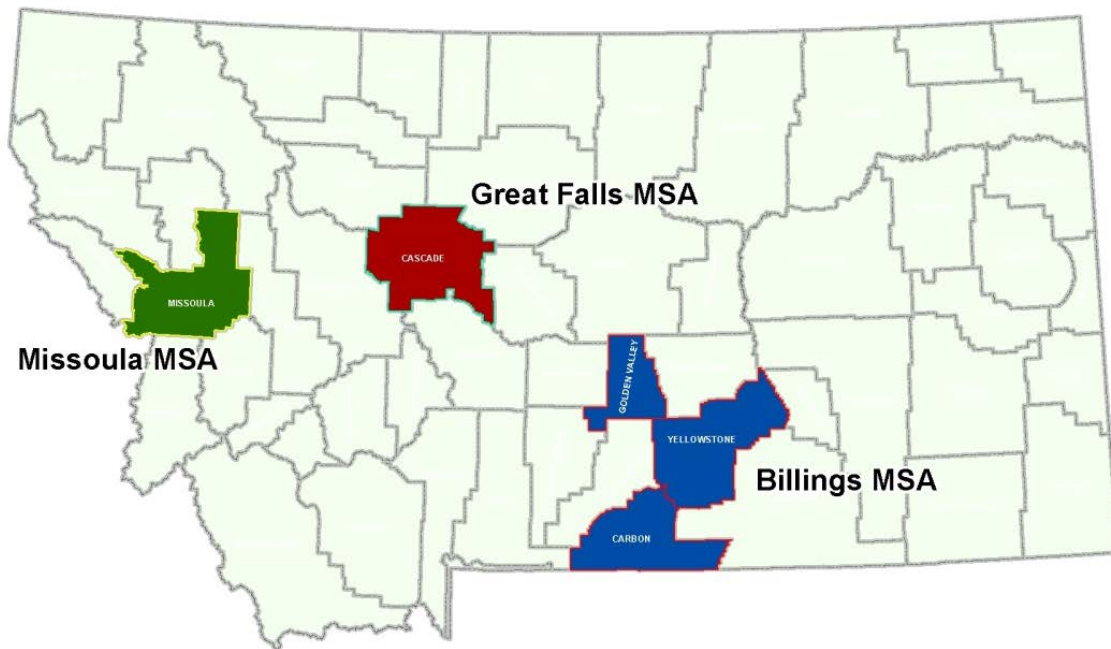 Great Falls MSA
CASCADE
MISSOULA
Missoula MSA
GOLDEN VALLEY
YELLOWSTONE
Billings MSA
CARBON